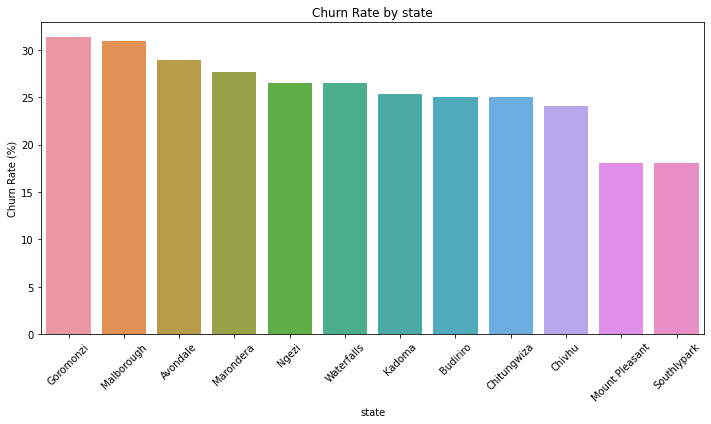 Churn Rate by state
Churn Rate (%)
30
25
20
15
10
5
0
Goromonzi
Malborough
Avondale
Marondera
Ngezi
Waterfalls
Kadoma
Budiriro
Chitungwiza
Chivhu
Mount Pleasant
Southlypark
state